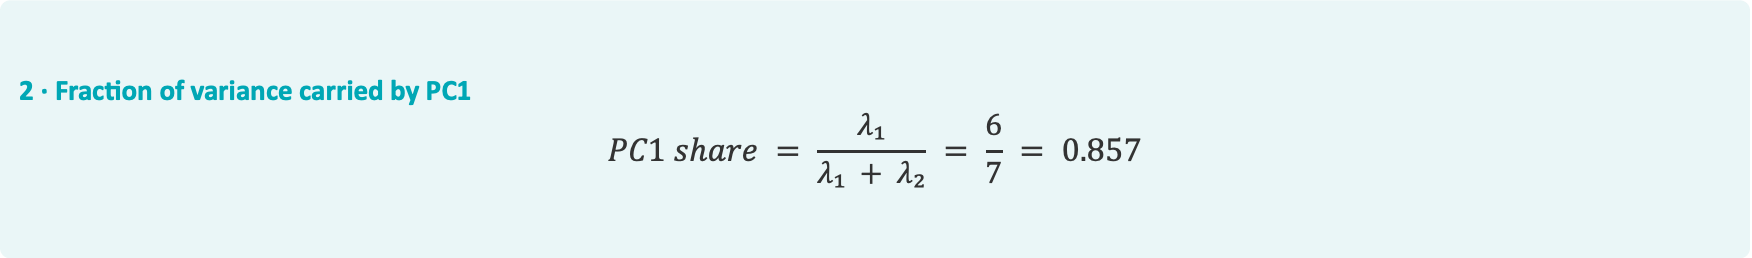 2 · Fraction of variance carried by PC1
PC1 share = λ₁ / (λ₁ + λ₂) = 6/7 = 0.857